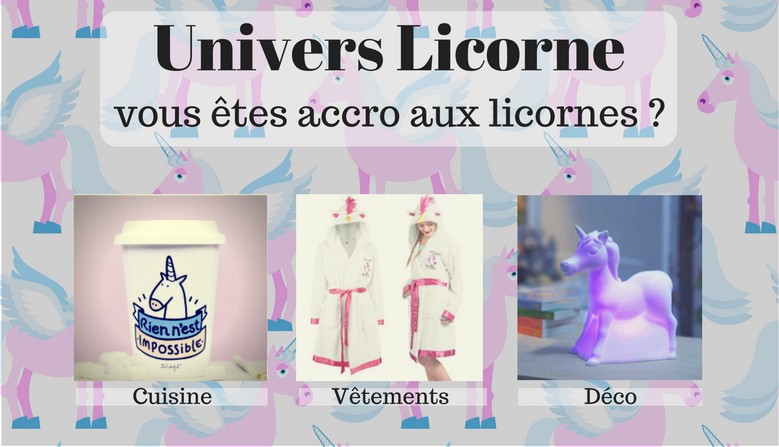 Univers Licorne
vous êtes accro aux licornes ?
Rien n'est
IMPOSSIBLE
Cuisine
Vêtements
Déco